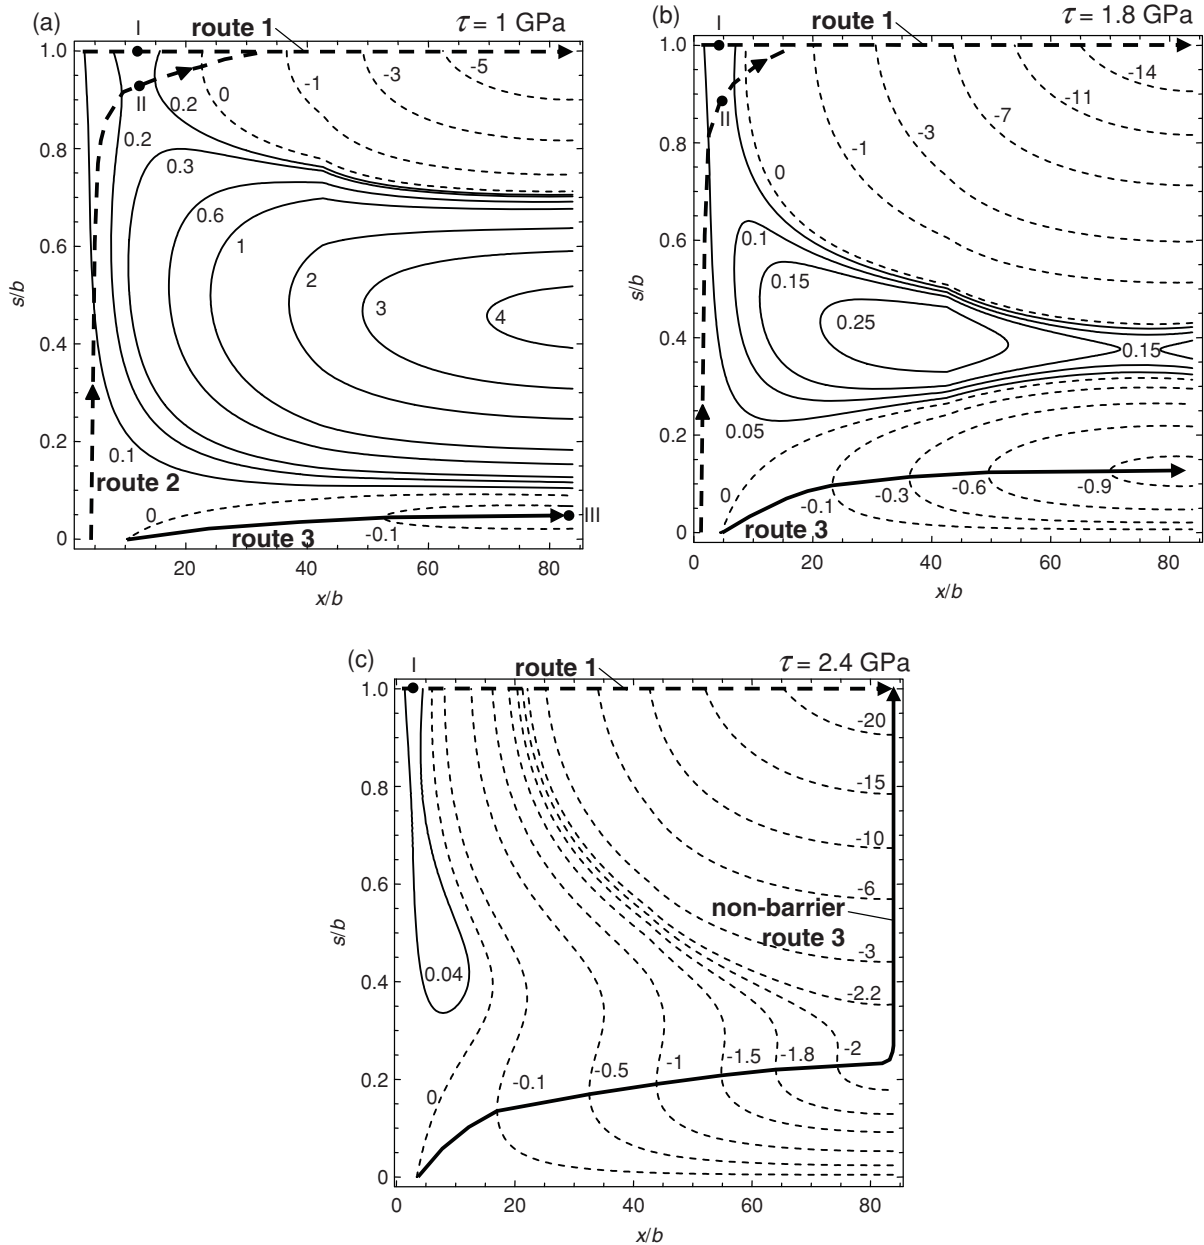 (a)
I
route 1
τ = 1 GPa
1.0
II
0.2
0.2
0
-1
-3
-5
0.8
0.3
0.6
0.6
1
s/b
2
3
4
0.4
0.2
0.1
route 2
0
0
route 3
-0.1
III
20
40
60
80
x/b
(b)
I
route 1
τ = 1.8 GPa
1.0
II
-14
-11
-7
-3
-1
0
0.8
0.6
0.1
s/b
0.15
0.25
0.15
0.4
0.05
0.2
0
-0.1
-0.3
-0.6
-0.9
0
route 3
0
20
40
60
80
x/b
(c)
I
route 1
τ = 2.4 GPa
1.0
-20
0.8
-15
-10
0.6
-6
non-barrier
route 3
s/b
-3
0.4
0.04
-2.2
-2
-1.8
-1.5
-1
-0.5
-0.1
0.2
0
0
0
20
40
60
80
x/b